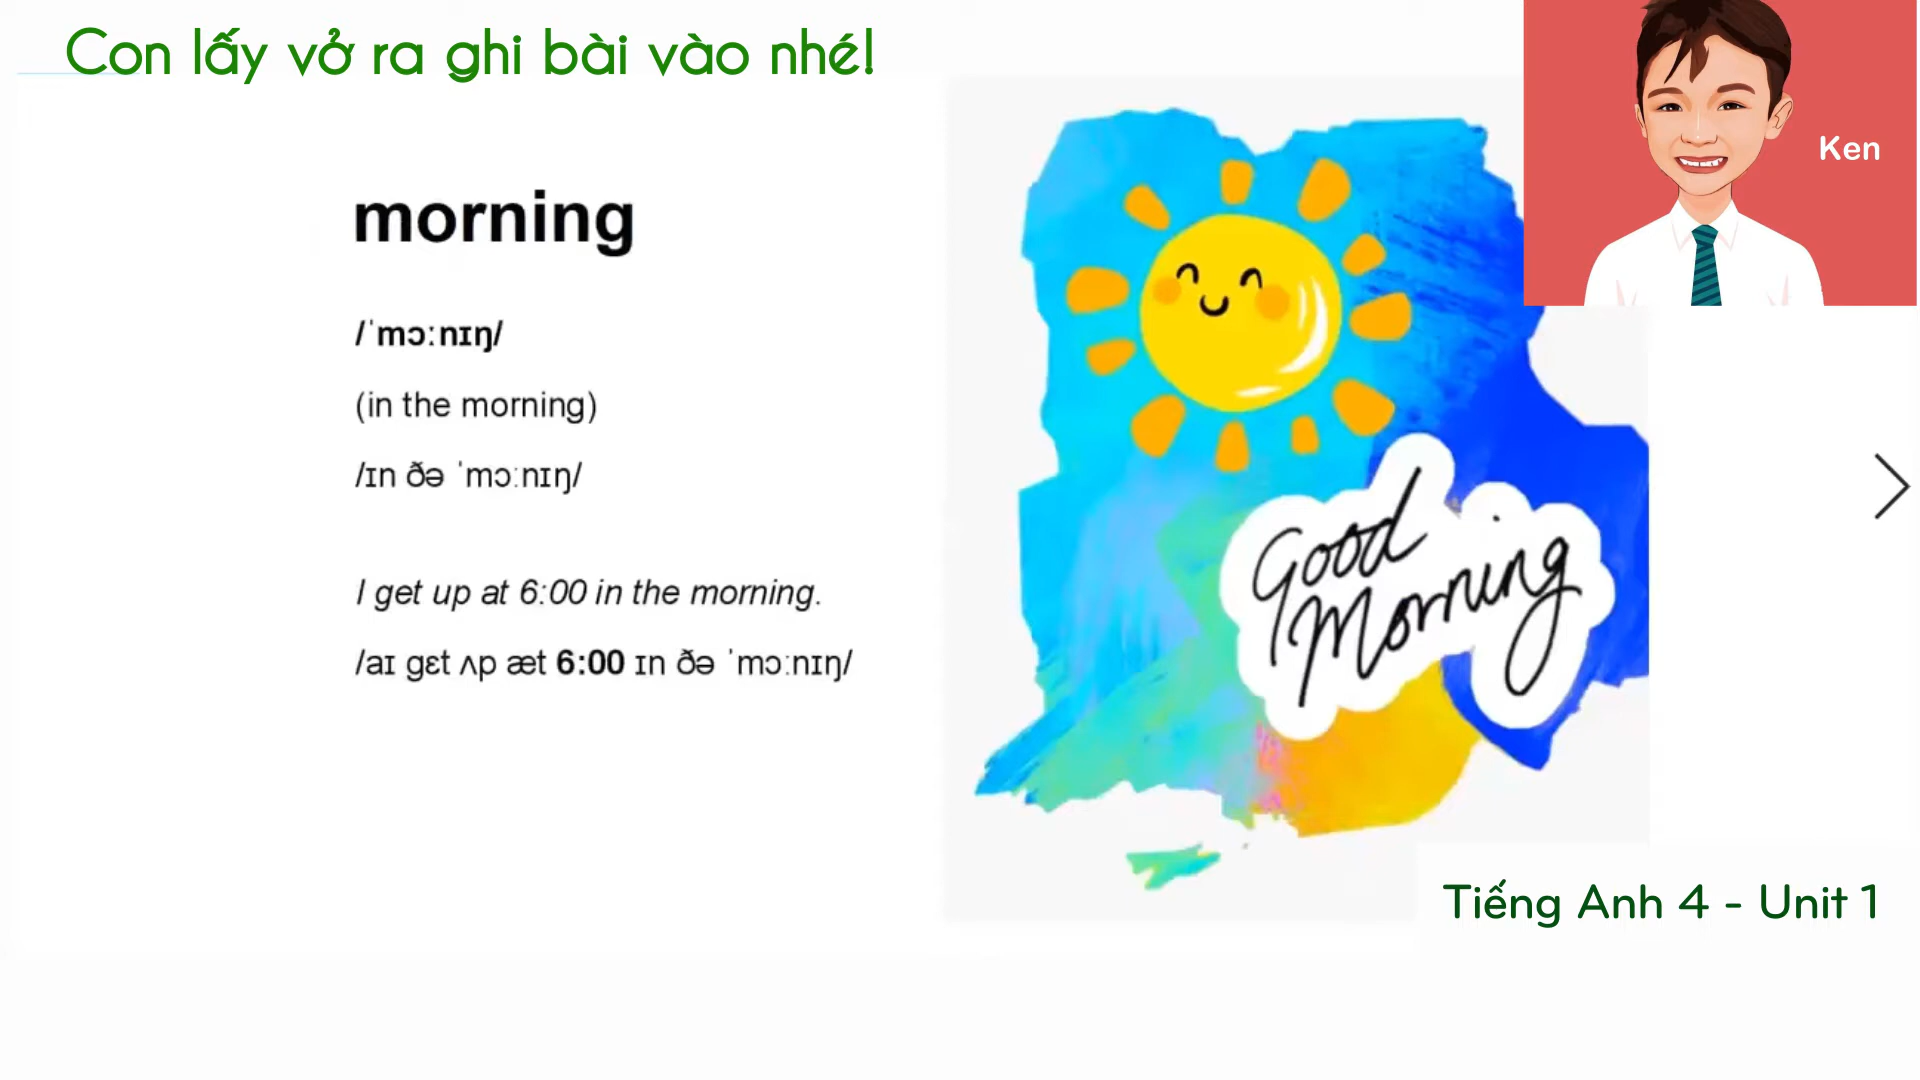 Con lấy vở ra ghi bài vào nhé!
Ken
morning
/ˈmɔːnɪŋ/
(in the morning)
/ɪn ðə ˈmɔːnɪŋ/
I get up at 6:00 in the morning.
/aɪ gɛt ʌp æt 6:00 ɪn ðə ˈmɔːnɪŋ/
Good
Morning
Tiếng Anh 4 - Unit 1